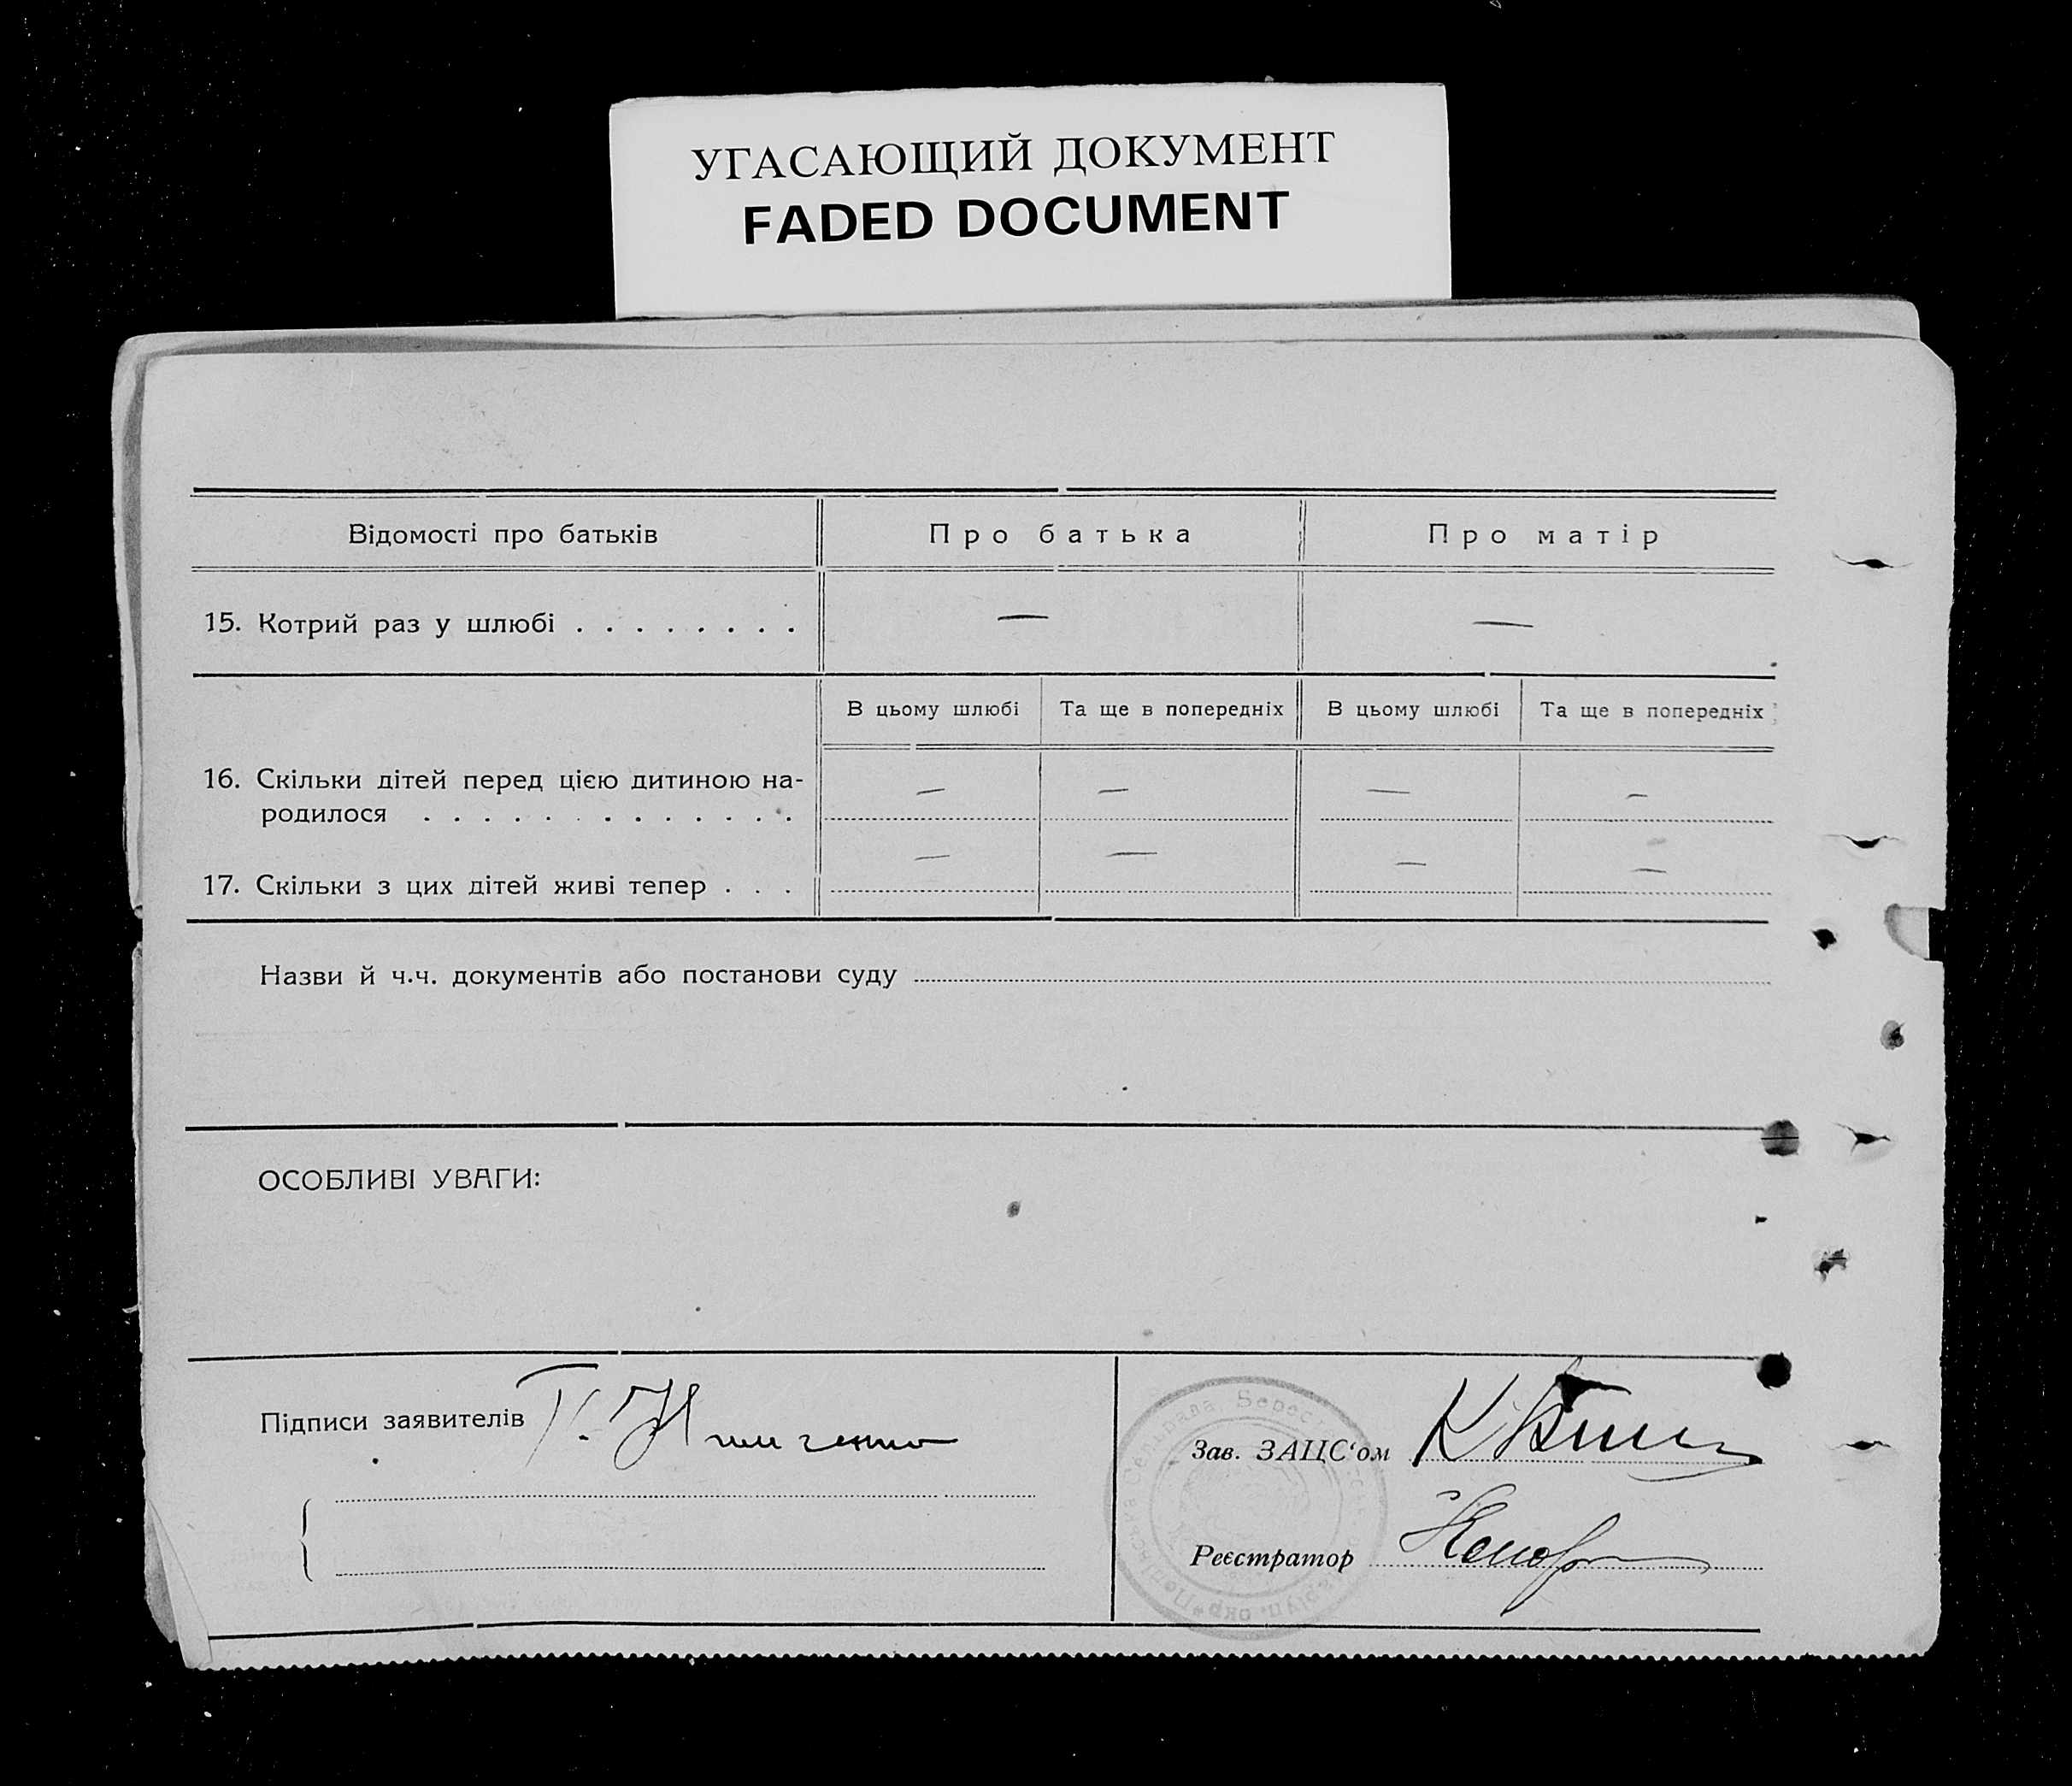 УГАСАЮЩИЙ ДОКУМЕНТ
FADED DOCUMENT
Відомості про батьків Про батька Про матір
15. Котрий раз у шлюбі . . . . . . . . — —
В цьому шлюбі Та ще в попередніх В цьому шлюбі Та ще в попередніх
16. Скільки дітей перед цією дитиною на-
родилося . . . . . . . . . . . . . — — — —
17. Скільки з цих дітей живі тепер . . . — — — —
Назви й ч.ч. документів або постанови суду
ОСОБЛИВІ УВАГИ:
Підписи заявителів
Зав. ЗАЦС‘ом
Реєстратор